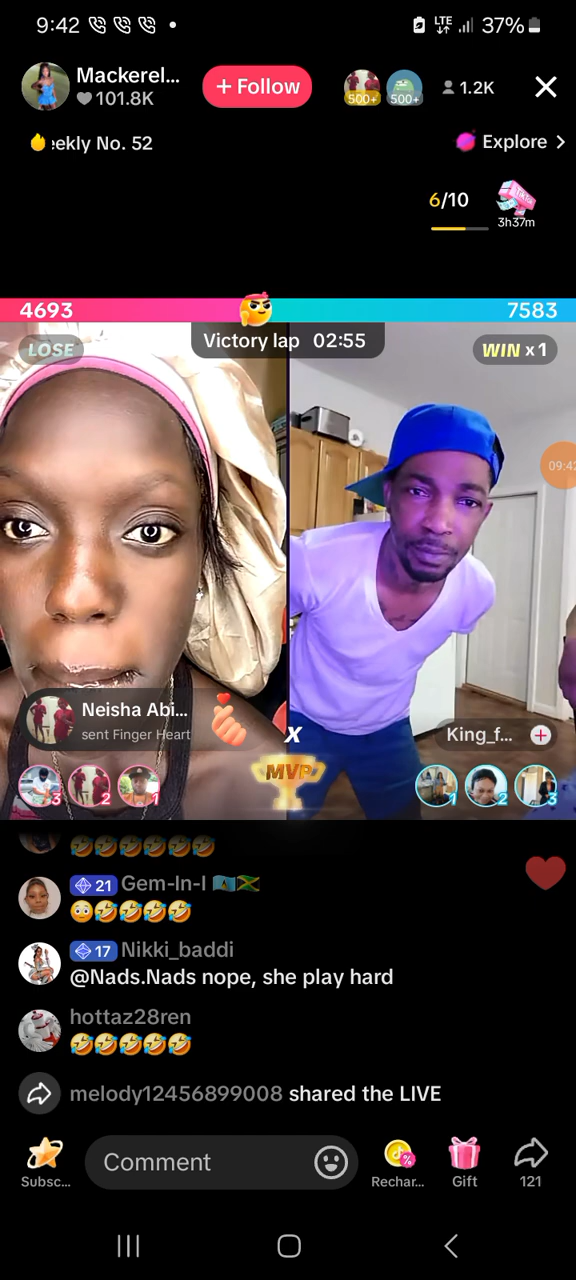 9:42
LTE
37%
Mackerel...
101.8K
+ Follow
500+
500+
1.2K
eekly No. 52
Explore >
6/10
3h37m
4693
7583
Victory lap 02:55
LOSE
WIN x 1
09:42
Neisha Abi...
sent Finger Heart
X
King_f...
MVP
3
2
1
1
2
3
🤣🤣🤣🤣🤣🤣
21 Gem-In-I 🇱🇨🇯🇲
😳🤣🤣🤣🤣
17 Nikki_baddi
@Nads.Nads nope, she play hard
hottaz28ren
🤣🤣🤣🤣🤣
melody12456899008 shared the LIVE
Subsc...
Comment
Rechar...
Gift
121